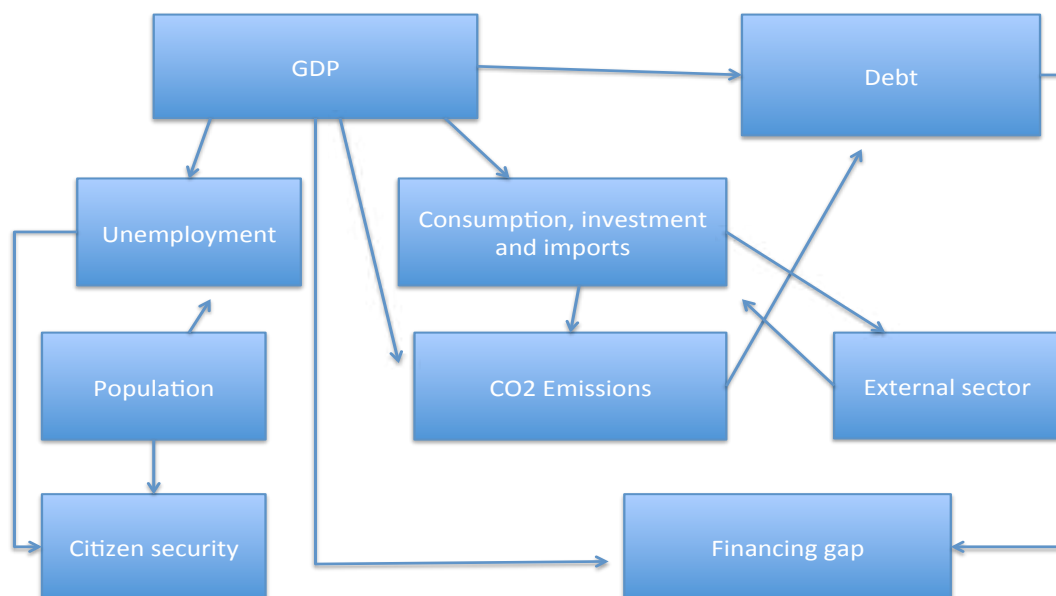 GDP
Debt
Unemployment
Consumption, investment
and imports
Population
CO2 Emissions
External sector
Citizen security
Financing gap